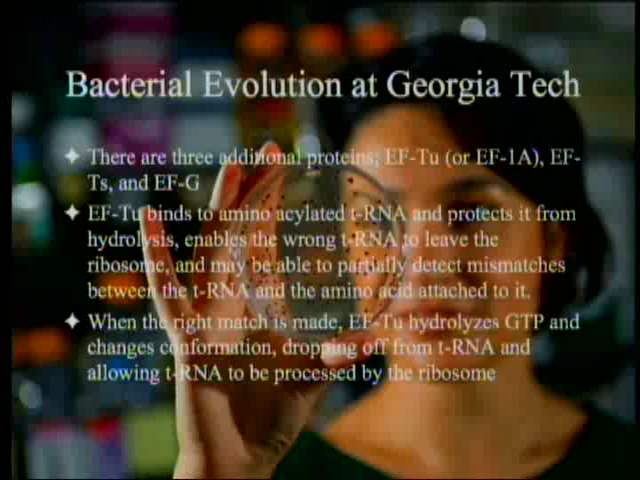 Bacterial Evolution at Georgia Tech
There are three additional proteins; EF-Tu (or EF-1A), EF-
Ts, and EF-G
EF-Tu binds to amino acylated t-RNA and protects it from
hydrolysis, enables the wrong t-RNA to leave the
ribosome, and may be able to partially detect mismatches
between the t-RNA and the amino acid attached to it.
When the right match is made, EF-Tu hydrolyzes GTP and
changes conformation, dropping off from t-RNA and
allowing t-RNA to be processed by the ribosome